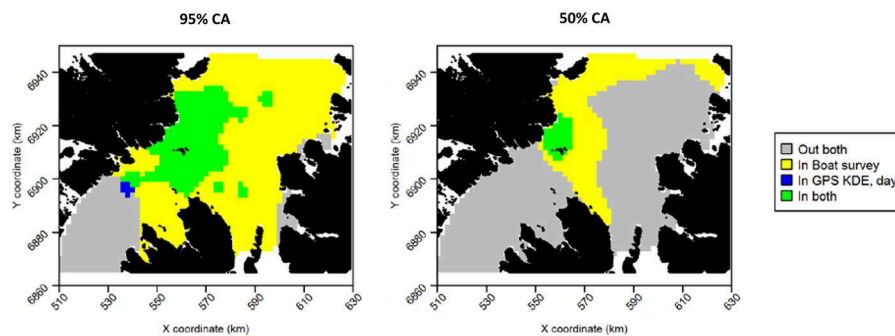 95% CA
50% CA
Y coordinate (km)
6860 6880 6900 6920 6940
510 530 550 570 590 610 630
X coordinate (km)
Y coordinate (km)
6860 6880 6900 6920 6940
510 530 550 570 590 610 630
X coordinate (km)
Out both
In Boat survey
In GPS KDE, day
In both